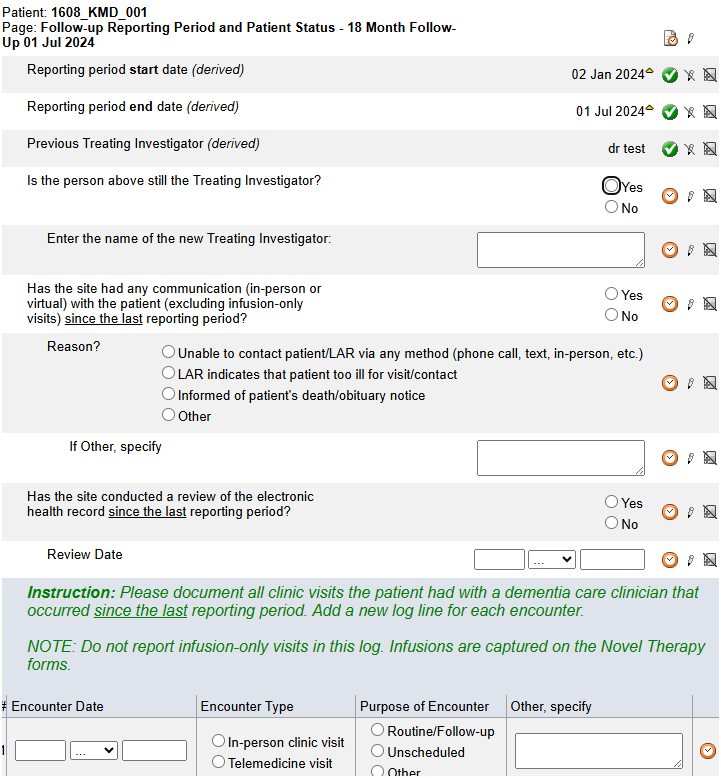 Patient: 1608_KMD_001
Page: Follow-up Reporting Period and Patient Status - 18 Month Follow-
Up 01 Jul 2024
Reporting period start date (derived)
02 Jan 2024
Reporting period end date (derived)
01 Jul 2024
Previous Treating Investigator (derived)
dr test
Is the person above still the Treating Investigator?
Yes
No
Enter the name of the new Treating Investigator:
Has the site had any communication (in-person or
virtual) with the patient (excluding infusion-only
visits) since the last reporting period?
Yes
No
Reason?
Unable to contact patient/LAR via any method (phone call, text, in-person, etc.)
LAR indicates that patient too ill for visit/contact
Informed of patient's death/obituary notice
Other
If Other, specify
Has the site conducted a review of the electronic
health record since the last reporting period?
Yes
No
Review Date
...
Instruction: Please document all clinic visits the patient had with a dementia care clinician that
occurred since the last reporting period. Add a new log line for each encounter.
NOTE: Do not report infusion-only visits in this log. Infusions are captured on the Novel Therapy
forms.
# Encounter Date Encounter Type Purpose of Encounter Other, specify
1
...
In-person clinic visit
Telemedicine visit
Routine/Follow-up
Unscheduled
Other